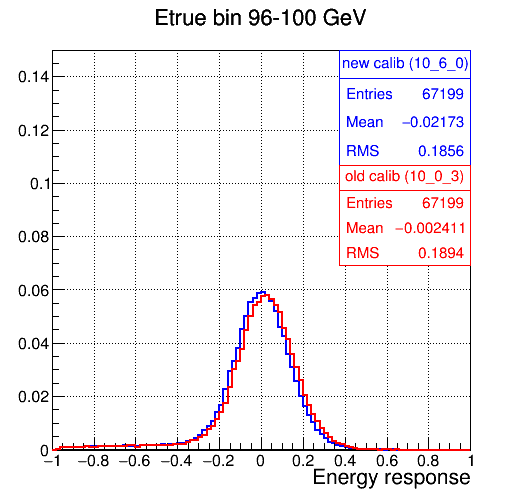 Etrue bin 96-100 GeV
new calib (10_6_0)
Entries 67199
Mean −0.02173
RMS 0.1856
old calib (10_0_3)
Entries 67199
Mean −0.002411
RMS 0.1894
0.14
0.12
0.1
0.08
0.06
0.04
0.02
0
−1 −0.8 −0.6 −0.4 −0.2 0 0.2 0.4 0.6 0.8 1
Energy response